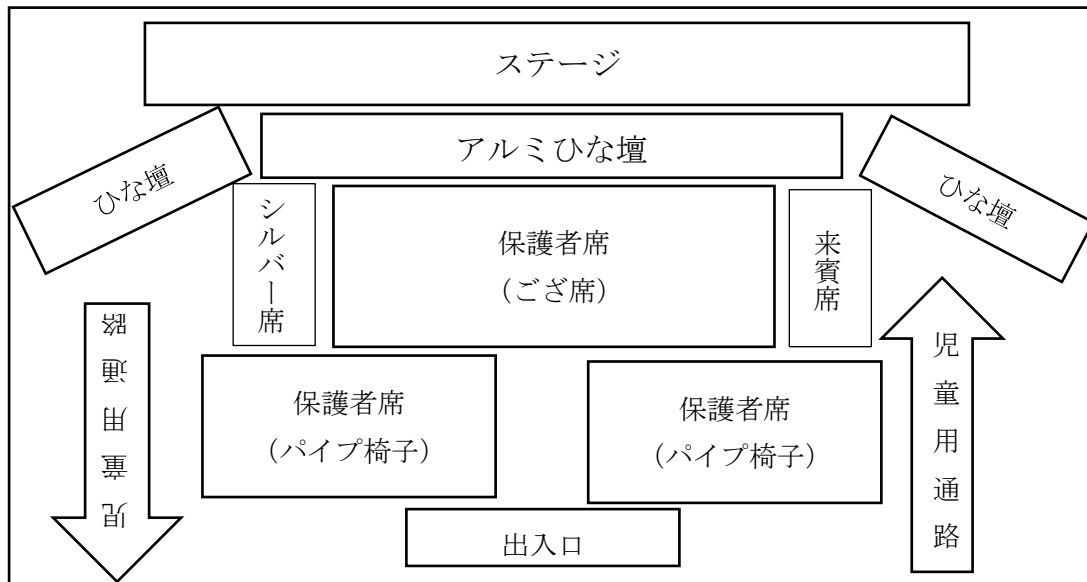 ステージ
アルミひな壇
ひな壇
ひな壇
シルバー席
保護者席
（ござ席）
来賓席
児童用通路
児童用通路
保護者席
（パイプ椅子）
保護者席
（パイプ椅子）
出入口